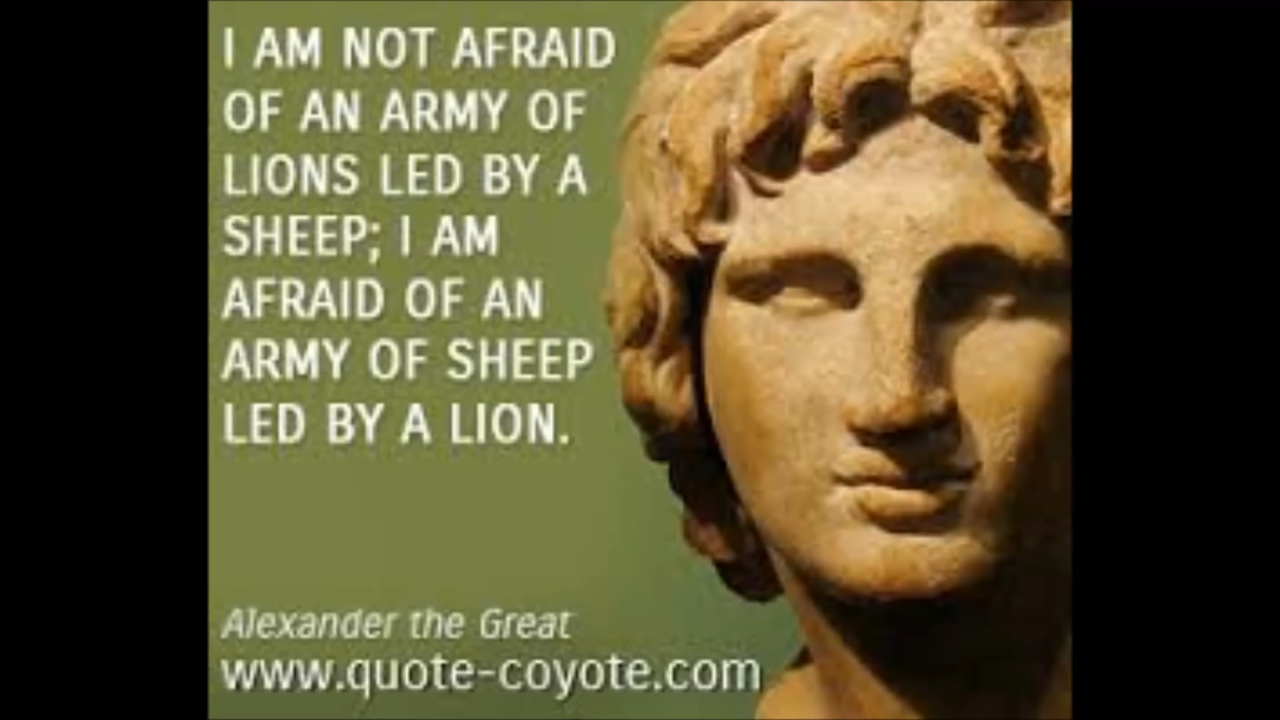 I AM NOT AFRAID
OF AN ARMY OF
LIONS LED BY A
SHEEP; I AM
AFRAID OF AN
ARMY OF SHEEP
LED BY A LION.
Alexander the Great
www.quote-coyote.com